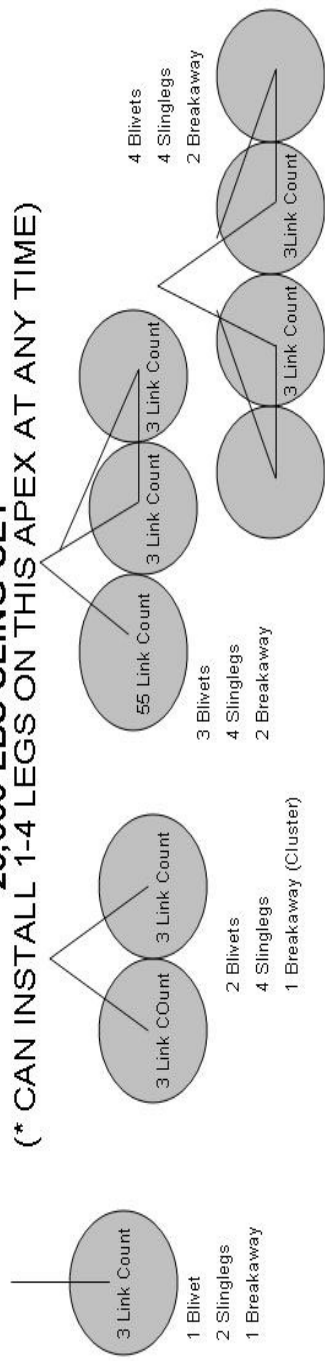 (* CAN INSTALL 1-4 LEGS ON THIS APEX AT ANY TIME)
3 Link Count
1 Blivet
2 Slinglegs
1 Breakaway
3 Link COunt
3 Link Count
2 Blivets
4 Slinglegs
1 Breakaway (Cluster)
55 Link Count
3 Link Count
3 Link Count
3 Blivets
4 Slinglegs
2 Breakaway
3 Link Count
3Link Count
4 Blivets
4 Slinglegs
2 Breakaway